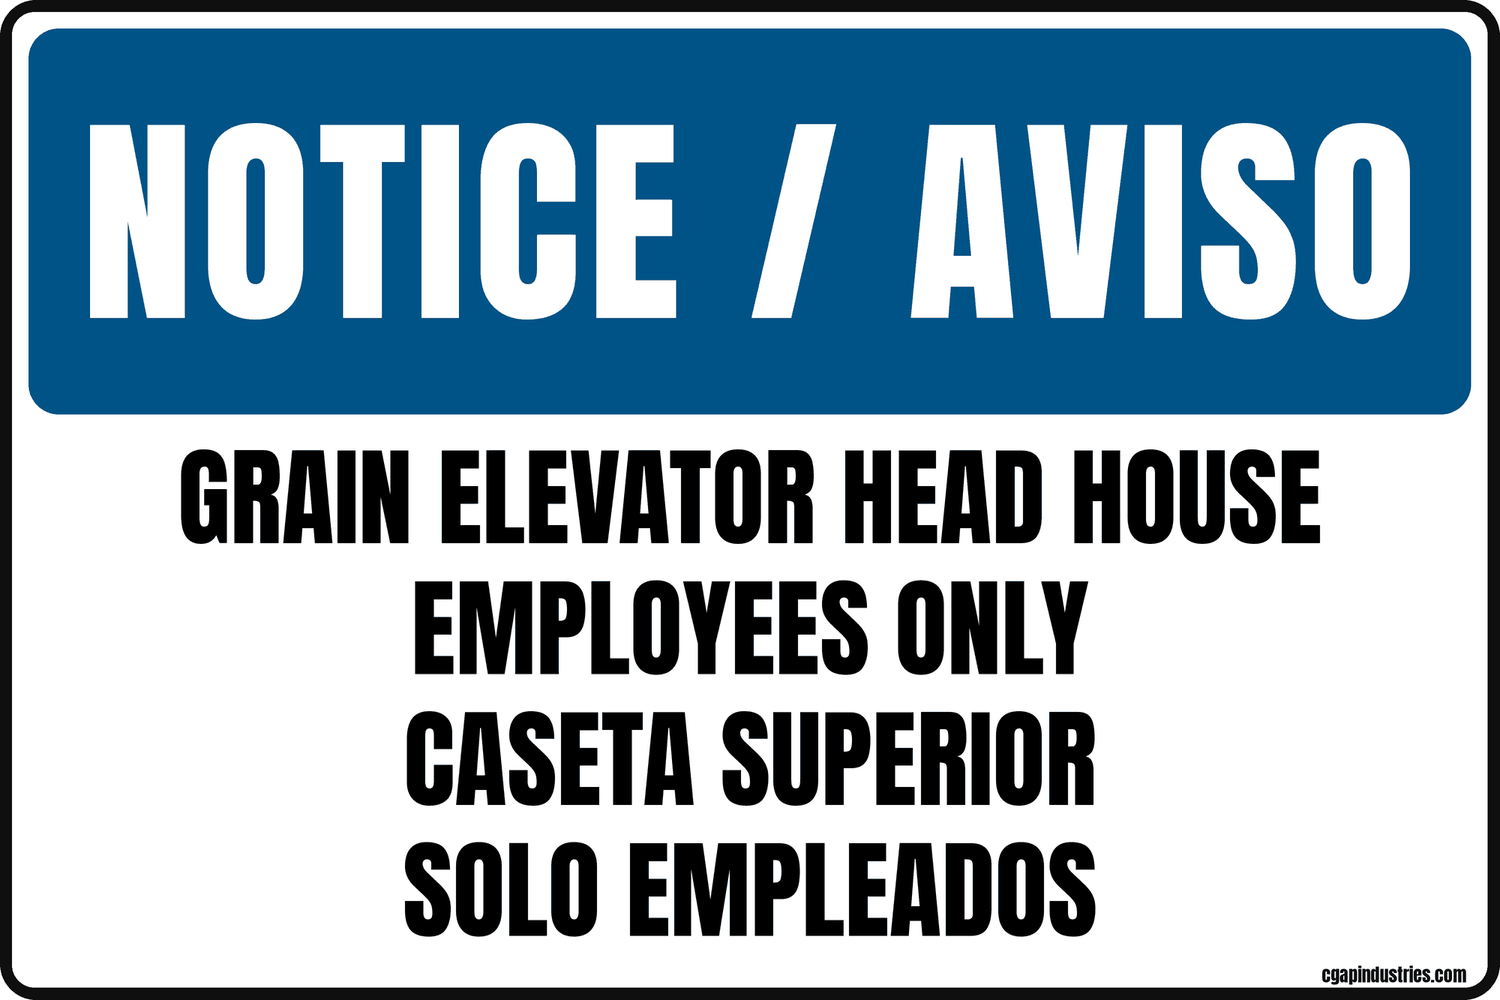 NOTICE / AVISO
GRAIN ELEVATOR HEAD HOUSE
EMPLOYEES ONLY
CASETA SUPERIOR
SOLO EMPLEADOS
cgapindustries.com